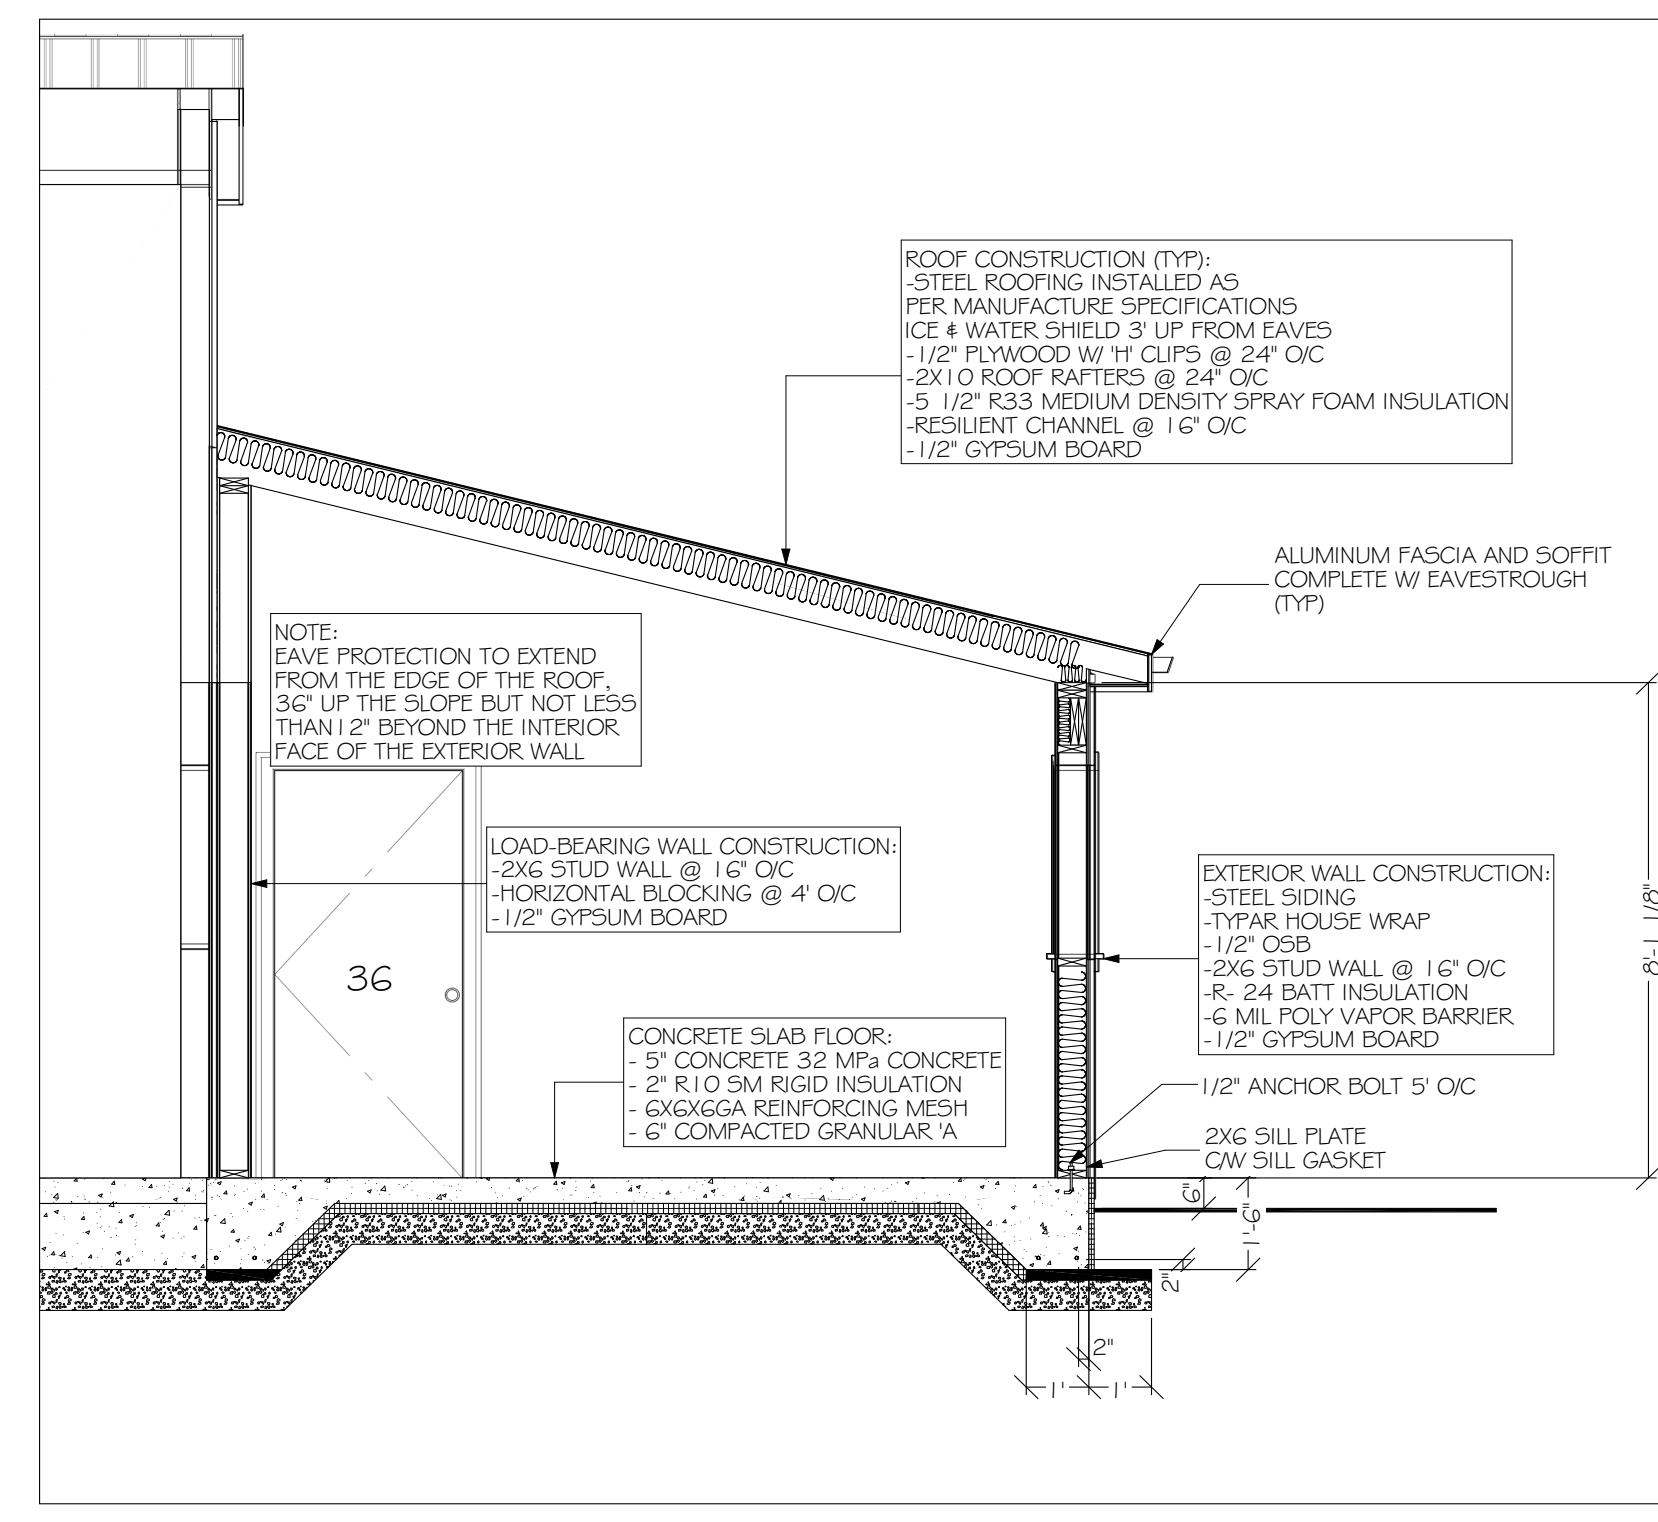 ROOF CONSTRUCTION (TYP):
-STEEL ROOFING INSTALLED AS
PER MANUFACTURE SPECIFICATIONS
ICE & WATER SHIELD 3' UP FROM EAVES
-1/2" PLYWOOD W/ 'H' CLIPS @ 24" O/C
-2X10 ROOF RAFTERS @ 24" O/C
-5 1/2" R33 MEDIUM DENSITY SPRAY FOAM INSULATION
-RESILIENT CHANNEL @ 16" O/C
-1/2" GYPSUM BOARD
ALUMINUM FASCIA AND SOFFIT
COMPLETE W/ EAVESTROUGH
(TYP)
NOTE:
EAVE PROTECTION TO EXTEND
FROM THE EDGE OF THE ROOF,
36" UP THE SLOPE BUT NOT LESS
THAN12" BEYOND THE INTERIOR
FACE OF THE EXTERIOR WALL
LOAD-BEARING WALL CONSTRUCTION:
-2X6 STUD WALL @ 16" O/C
-HORIZONTAL BLOCKING @ 4' O/C
-1/2" GYPSUM BOARD
EXTERIOR WALL CONSTRUCTION:
-STEEL SIDING
-TYPAR HOUSE WRAP
-1/2" OSB
-2X6 STUD WALL @ 16" O/C
-R- 24 BATT INSULATION
-6 MIL POLY VAPOR BARRIER
-1/2" GYPSUM BOARD
8'-1 1/8"
36
CONCRETE SLAB FLOOR:
- 5" CONCRETE 32 MPa CONCRETE
- 2" R10 SM RIGID INSULATION
- 6X6X6GA REINFORCING MESH
- 6" COMPACTED GRANULAR 'A
1/2" ANCHOR BOLT 5' O/C
2X6 SILL PLATE
C/W SILL GASKET
6"
1'-6"
2"
2"
1'
1'